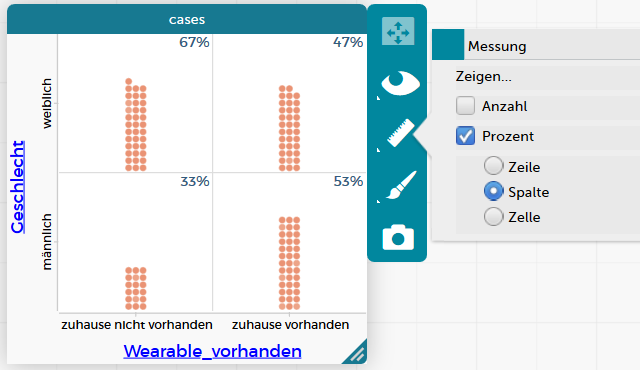 cases
67%
47%
weiblich
33%
53%
männlich
Geschlecht
zuhause nicht vorhanden
zuhause vorhanden
Wearable_vorhanden
Messung
Zeigen...
Anzahl
Prozent
Zeile
Spalte
Zelle